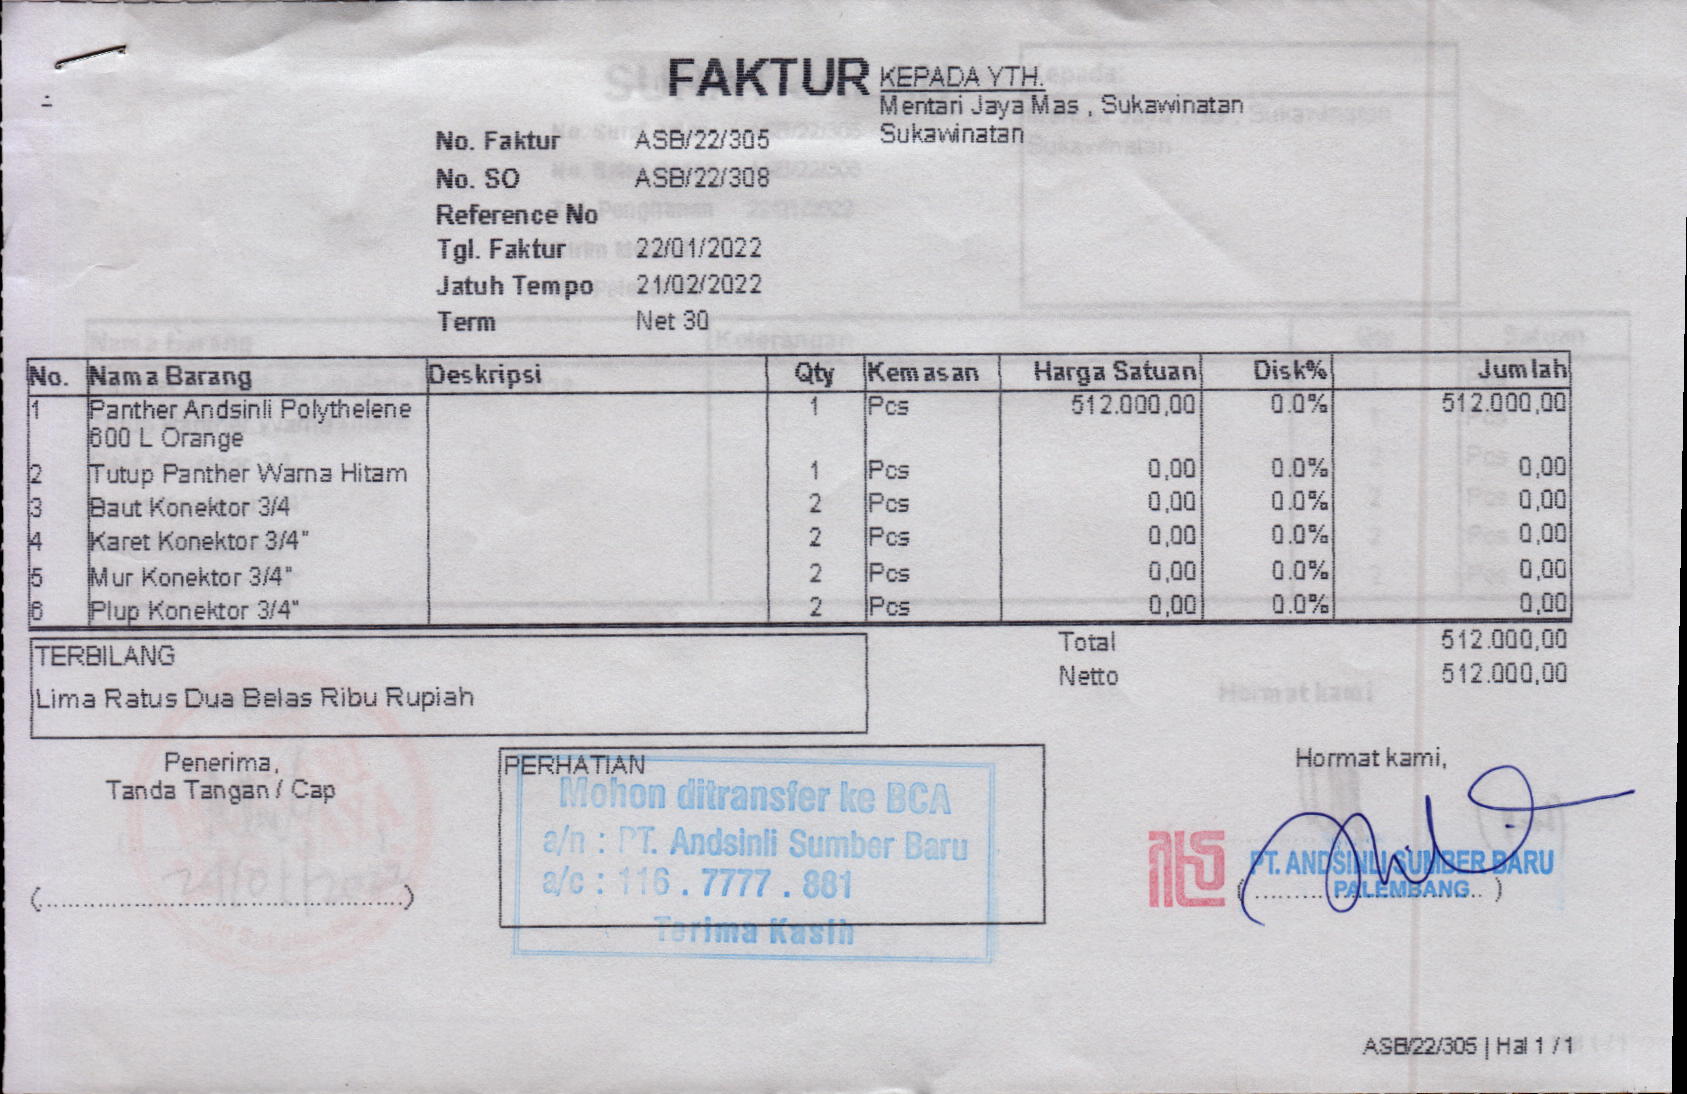 FAKTUR
KEPADA YTH.
Mentari Jaya Mas , Sukawinatan
Sukawinatan
No. Faktur ASB/22/305
No. SO ASB/22/308
Reference No
Tgl. Faktur 22/01/2022
Jatuh Tempo 21/02/2022
Term Net 30
No. Nama Barang Deskripsi Qty Kemasan Harga Satuan Disk% Jumlah
1 Panther Andsinli Polythelene 1 Pcs 512.000,00 0.0% 512.000,00
600 L Orange
2 Tutup Panther Warna Hitam 1 Pcs 0,00 0.0% 0,00
3 Baut Konektor 3/4 2 Pcs 0,00 0.0% 0,00
4 Karet Konektor 3/4" 2 Pcs 0,00 0.0% 0,00
5 Mur Konektor 3/4" 2 Pcs 0,00 0.0% 0,00
6 Plup Konektor 3/4" 2 Pcs 0,00 0.0% 0,00
Total 512.000,00
Netto 512.000,00
TERBILANG
Lima Ratus Dua Belas Ribu Rupiah
Penerima,
Tanda Tangan / Cap
(..........................................................)
PERHATIAN
Mohon ditransfer ke BCA
a/n : PT. Andsinli Sumber Baru
a/c : 116 . 7777 . 881
Terima Kasih
Hormat kami,
PT. ANDSINLI SUMBER BARU
PALEMBANG
ASB/22/305 | Hal 1 / 1